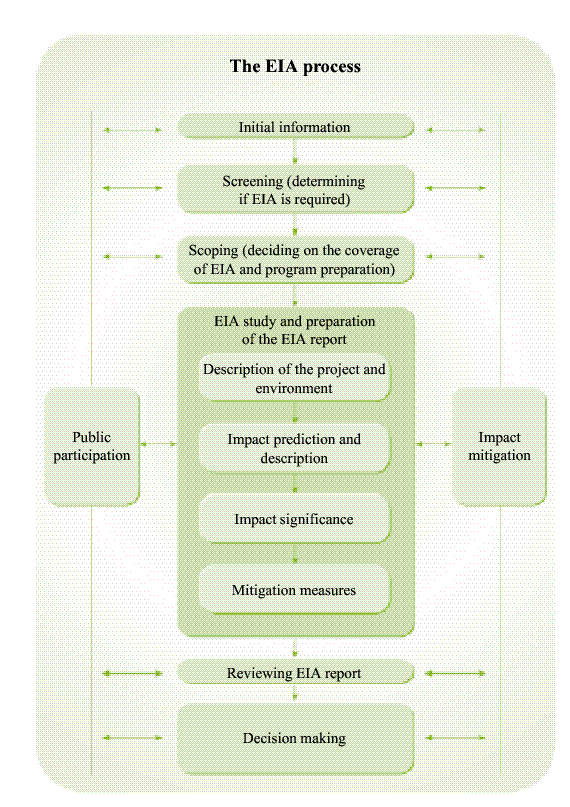 The EIA process
Initial information
Screening (determining
if EIA is required)
Scoping (deciding on the coverage
of EIA and program preparation)
EIA study and preparation
of the EIA report
Description of the project and
environment
Public
participation
Impact prediction and
description
Impact
mitigation
Impact significance
Mitigation measures
Reviewing EIA report
Decision making